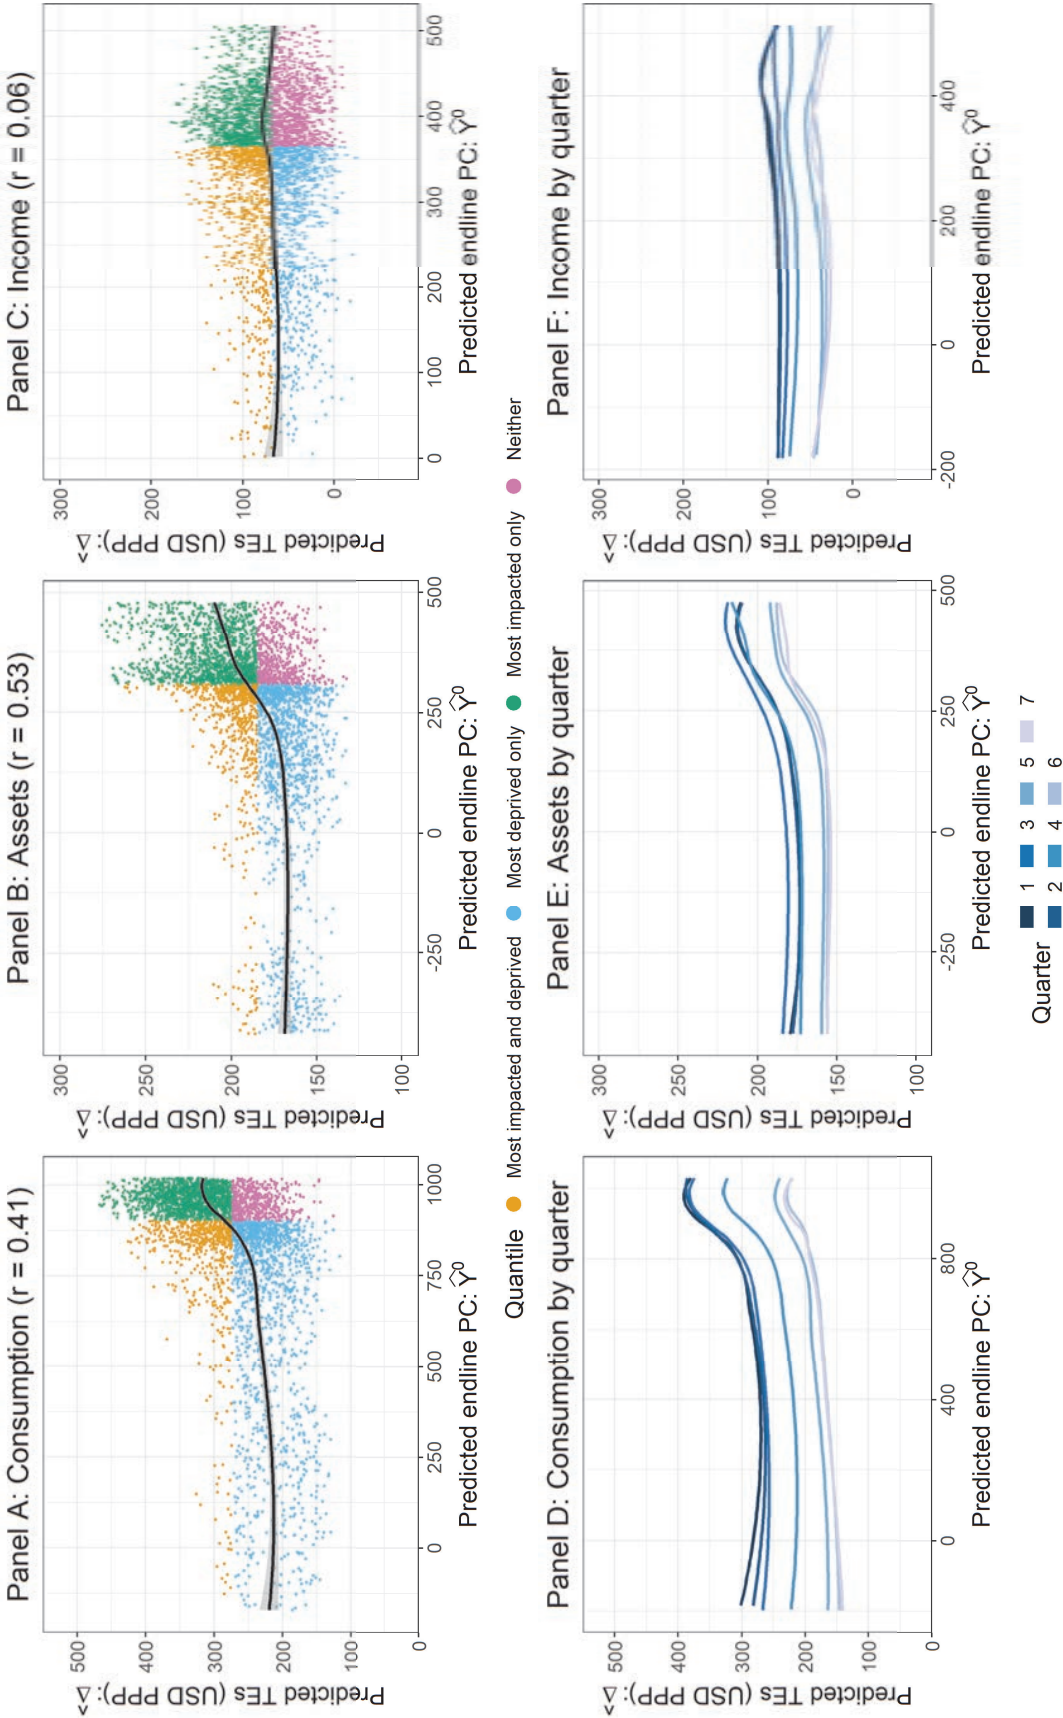 Panel A: Consumption (r = 0.41)
Predicted TEs (USD PPP): Δ̂
500
400
300
200
100
0
0
250
500
750
1000
Predicted endline PC: Ŷ⁰
Panel B: Assets (r = 0.53)
Predicted TEs (USD PPP): Δ̂
300
250
200
150
100
-250
0
250
500
Predicted endline PC: Ŷ⁰
Panel C: Income (r = 0.06)
Predicted TEs (USD PPP): Δ̂
300
200
100
0
0
100
200
300
400
500
Predicted endline PC: Ŷ⁰
Quantile Most impacted and deprived Most deprived only Most impacted only Neither
Panel D: Consumption by quarter
Predicted TEs (USD PPP): Δ̂
500
400
300
200
100
0
0
400
800
Predicted endline PC: Ŷ⁰
Panel E: Assets by quarter
Predicted TEs (USD PPP): Δ̂
300
250
200
150
100
-250
0
250
500
Predicted endline PC: Ŷ⁰
Panel F: Income by quarter
Predicted TEs (USD PPP): Δ̂
300
200
100
0
-200
0
200
400
Predicted endline PC: Ŷ⁰
Quarter
1 3 5 7
2 4 6